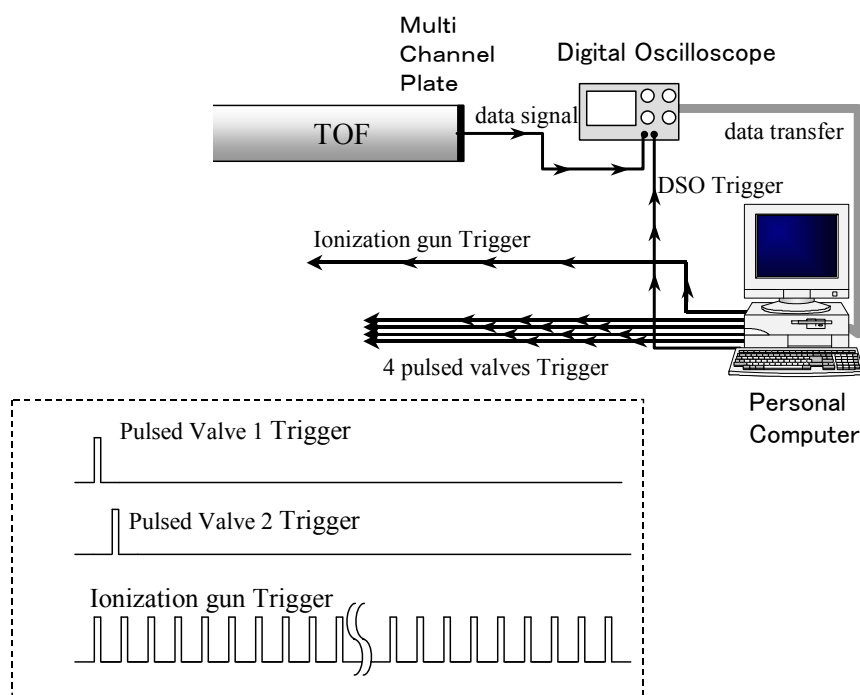 Multi
Channel
Plate
Digital Oscilloscope
TOF
data signal
data transfer
DSO Trigger
Ionization gun Trigger
4 pulsed valves Trigger
Personal
Computer
Pulsed Valve 1 Trigger
Pulsed Valve 2 Trigger
Ionization gun Trigger